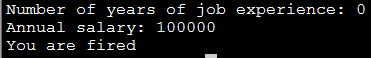 Number of years of job experience: 0
Annual salary: 100000
You are fired